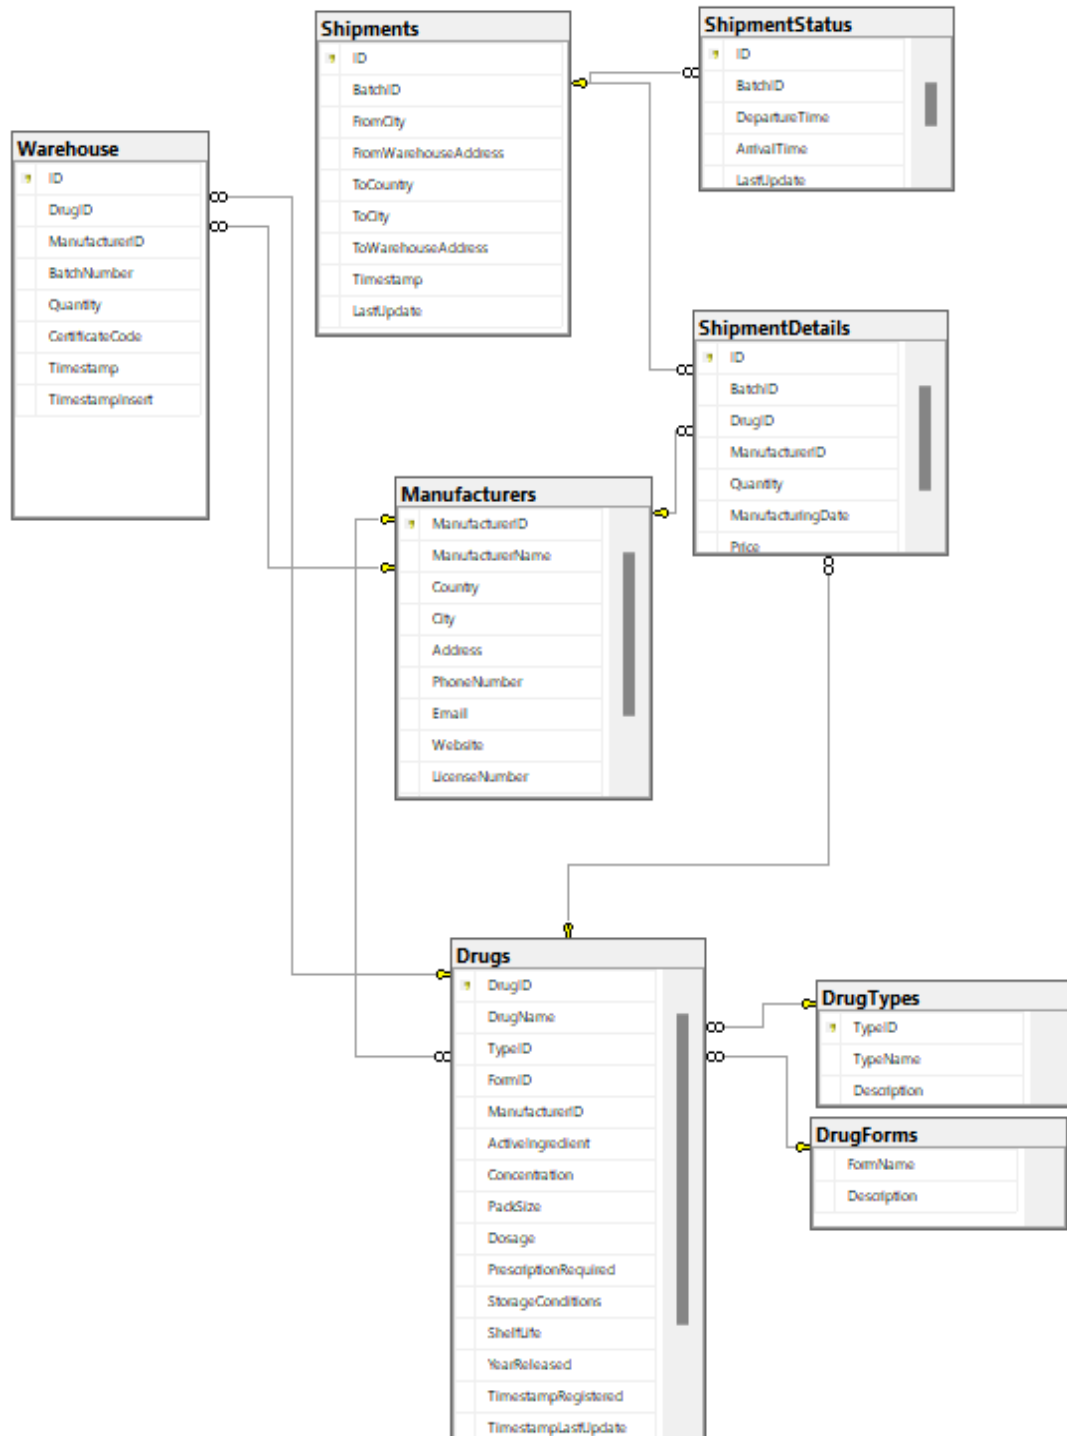 Shipments
ID
BatchID
FromCity
FromWarehouseAddress
ToCountry
ToCity
ToWarehouseAddress
Timestamp
LastUpdate
ShipmentStatus
ID
BatchID
DepartureTime
ArrivalTime
LastUpdate
Warehouse
ID
DrugID
ManufacturerID
BatchNumber
Quantity
CertificateCode
Timestamp
TimestampInsert
ShipmentDetails
ID
BatchID
DrugID
ManufacturerID
Quantity
ManufacturingDate
Price
Manufacturers
ManufacturerID
ManufacturerName
Country
City
Address
PhoneNumber
Email
Website
LicenseNumber
Drugs
DrugID
DrugName
TypeID
FormID
ManufacturerID
ActiveIngredient
Concentration
PackSize
Dosage
PrescriptionRequired
StorageConditions
ShelfLife
YearReleased
TimestampRegistered
TimestampLastUpdate
DrugTypes
TypeID
TypeName
Description
DrugForms
FormName
Description